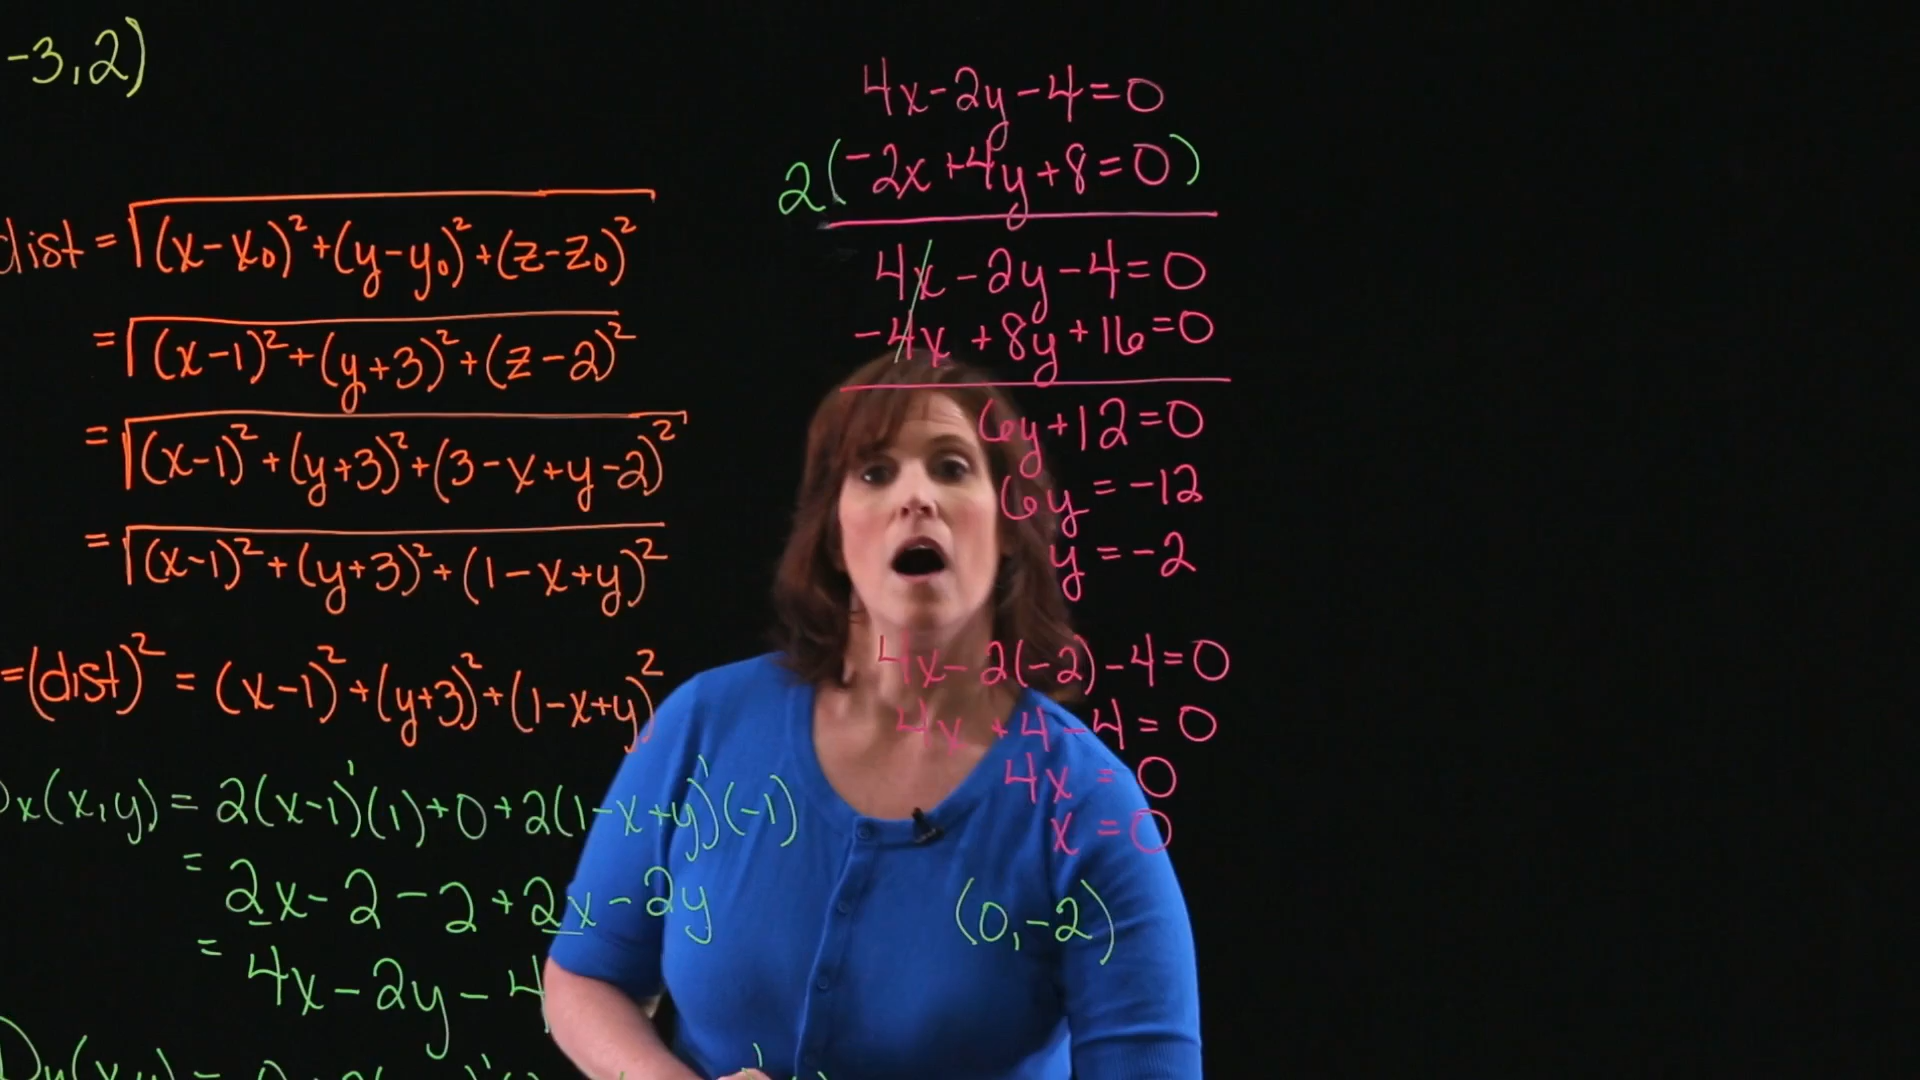 -3,2)
dist = √(x-x₀)²+(y-y₀)²+(z-z₀)²
= √(x-1)²+(y+3)²+(z-2)²
= √(x-1)²+(y+3)²+(3-x+y-2)²
= √(x-1)²+(y+3)²+(1-x+y)²
=(dist)² = (x-1)²+(y+3)²+(1-x+y)²
Dx(x,y) = 2(x-1)¹(1)+0+2(1-x+y)¹(-1)
= 2x-2-2+2x-2y
= 4x-2y-4
Dy(x,y) =
4x-2y-4=0
2(-2x+4y+8=0)
4x-2y-4=0
-4x+8y+16=0
6y+12=0
6y=-12
y=-2
4x-2(-2)-4=0
4x+4-4=0
4x=0
x=0
(0,-2)